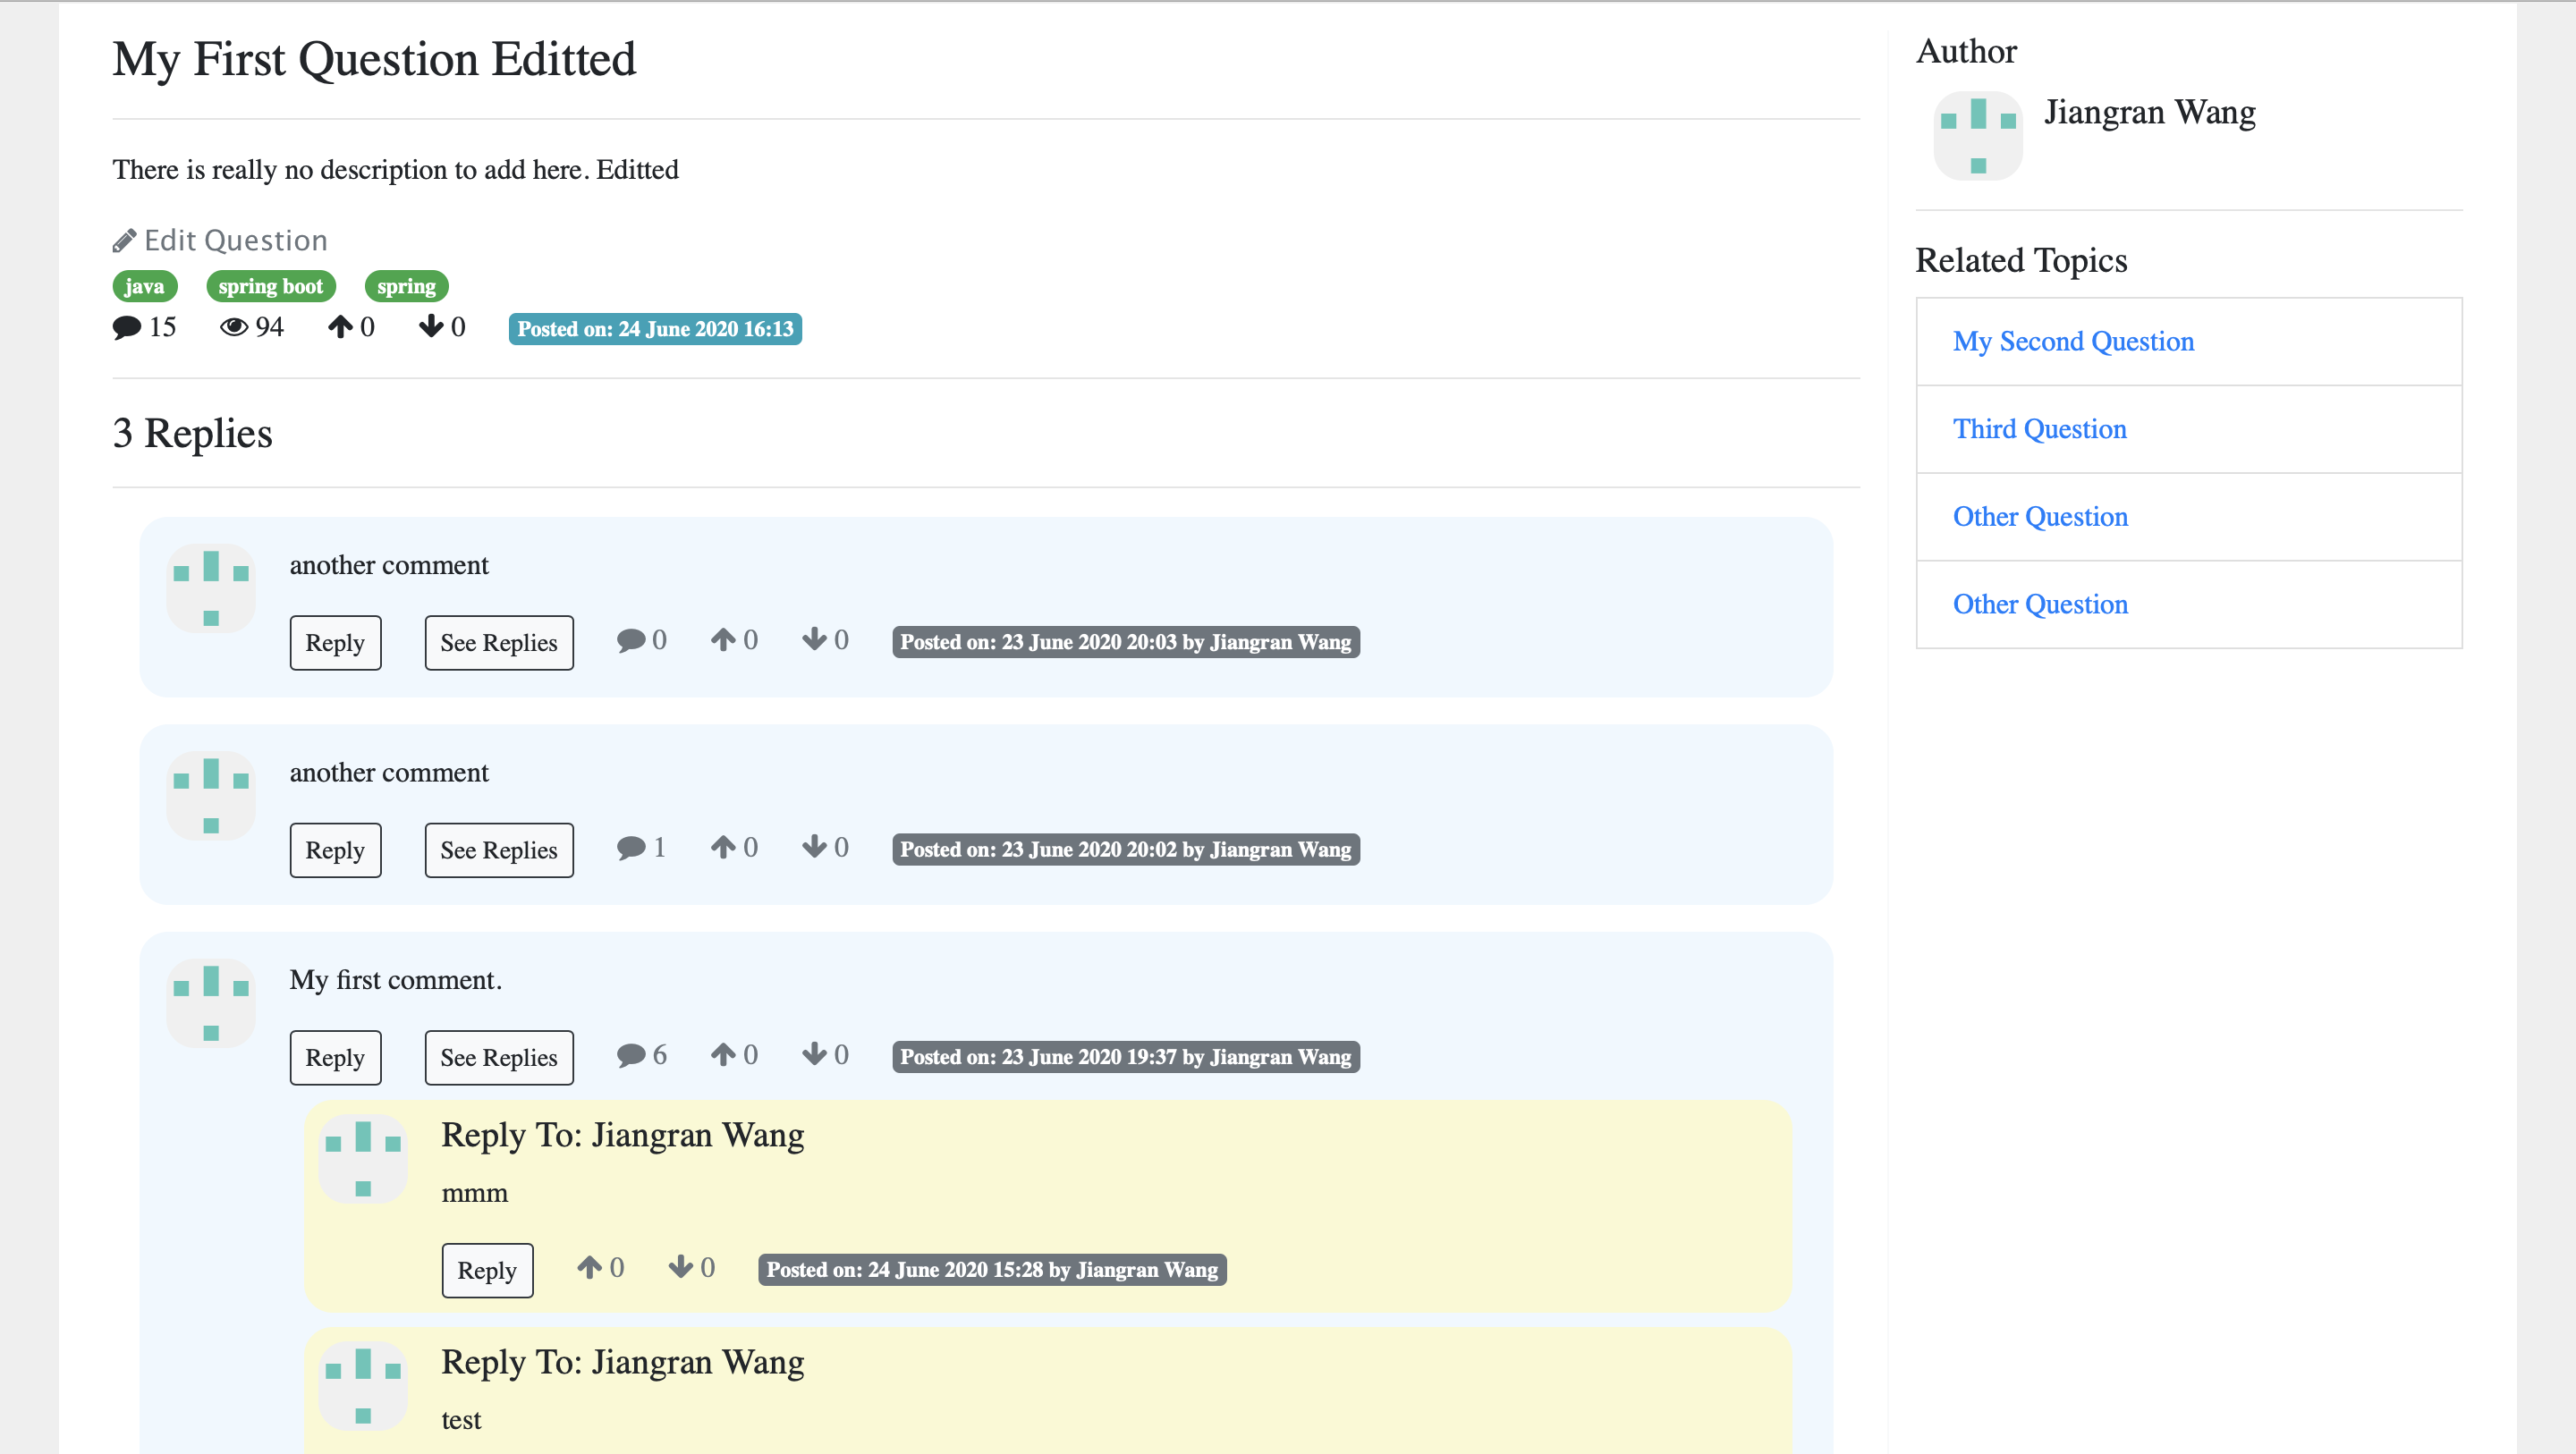 My First Question Editted
There is really no description to add here. Editted
Edit Question
java spring boot spring
15 94 0 0 Posted on: 24 June 2020 16:13
3 Replies
another comment
Reply See Replies 0 0 0 Posted on: 23 June 2020 20:03 by Jiangran Wang
another comment
Reply See Replies 1 0 0 Posted on: 23 June 2020 20:02 by Jiangran Wang
My first comment.
Reply See Replies 6 0 0 Posted on: 23 June 2020 19:37 by Jiangran Wang
Reply To: Jiangran Wang
mmm
Reply 0 0 Posted on: 24 June 2020 15:28 by Jiangran Wang
Reply To: Jiangran Wang
test
Author
Jiangran Wang
Related Topics
My Second Question
Third Question
Other Question
Other Question